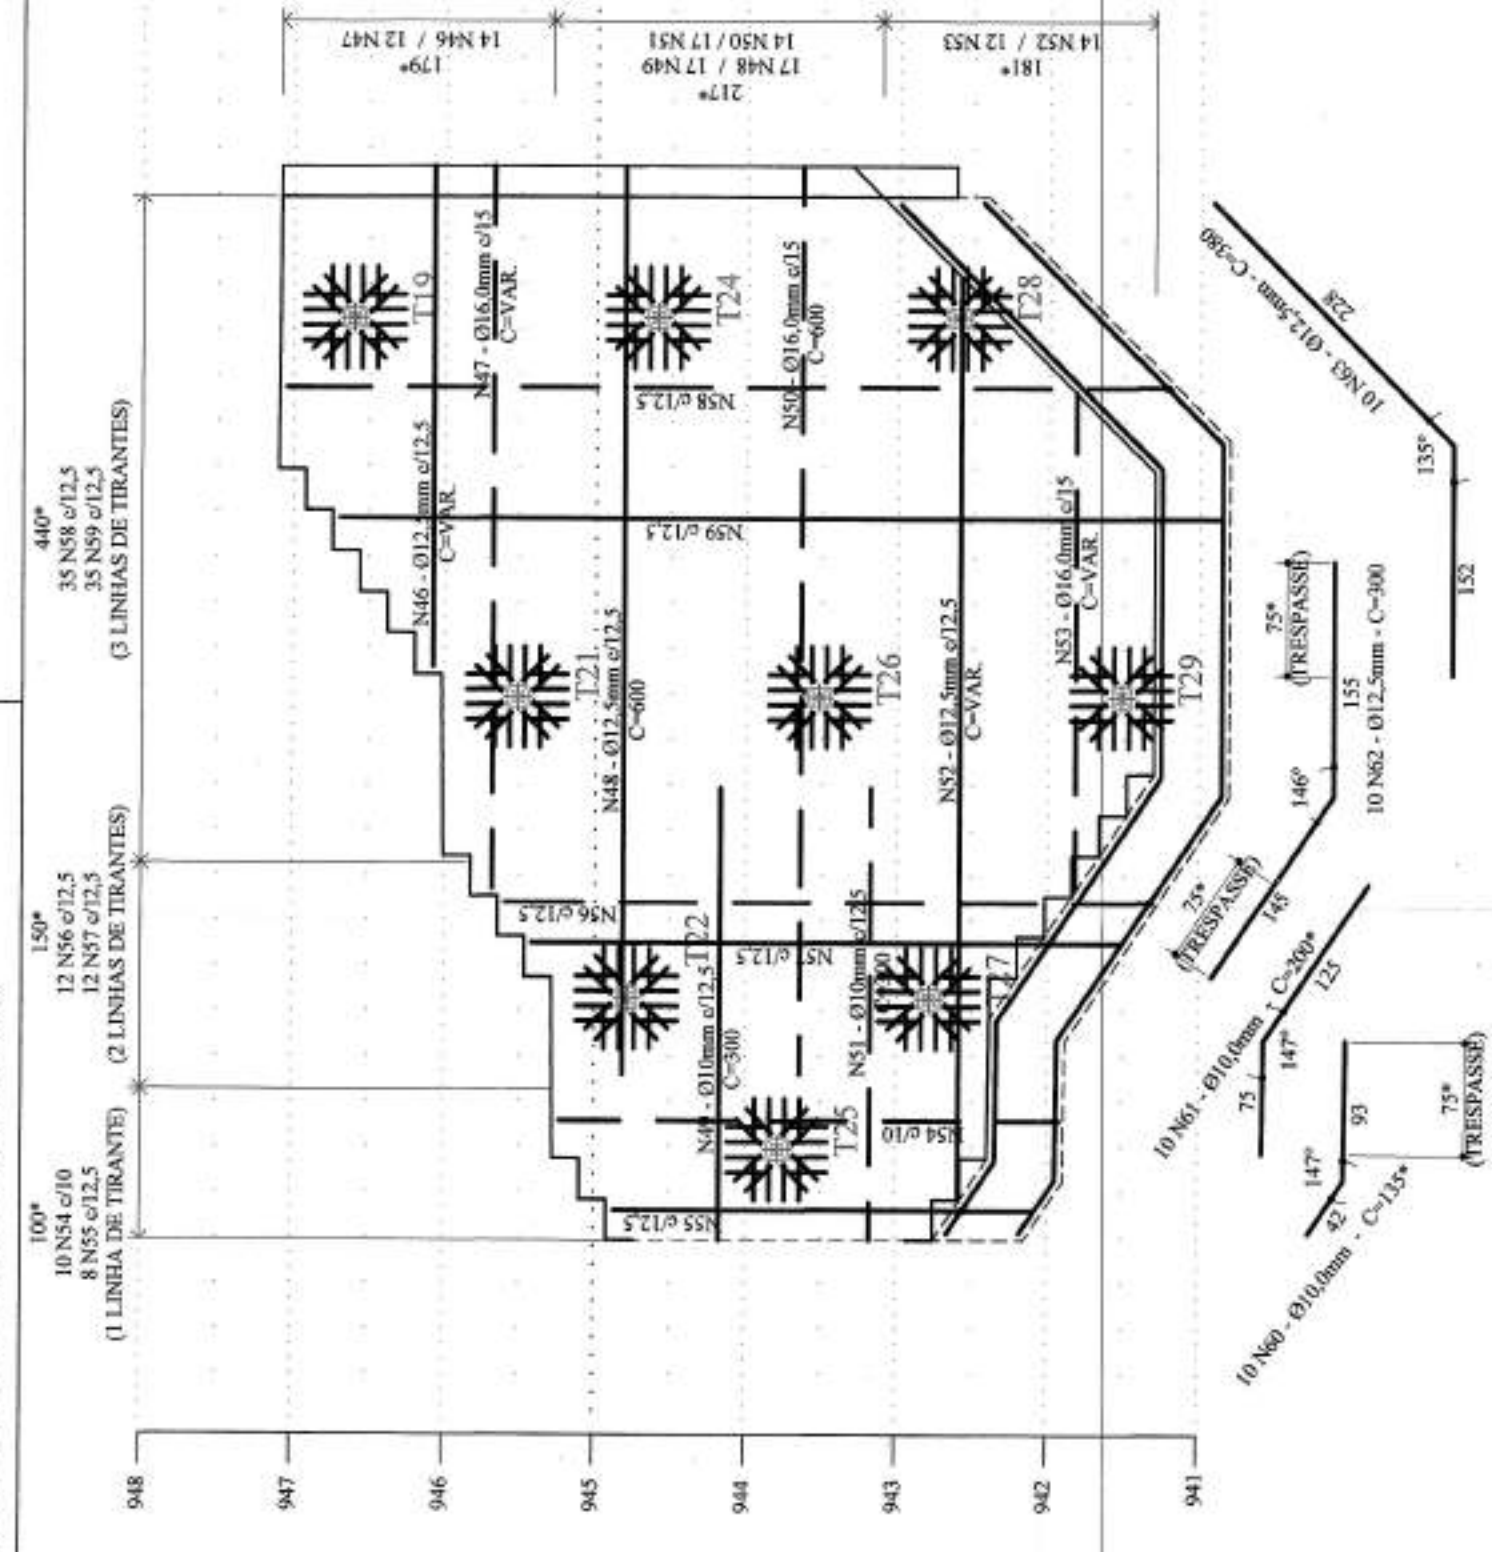 440*
35 N58 c/12,5
35 N59 c/12,5
(3 LINHAS DE TIRANTES)
150*
12 N56 c/12,5
12 N57 c/12,5
(2 LINHAS DE TIRANTES)
100*
10 N54 c/10
8 N55 c/12,5
(1 LINHA DE TIRANTE)
179*
14 N46 / 12 N47
217*
17 N48 / 17 N49
14 N50 / 17 N51
181*
14 N52 / 12 N53
T19
T24
T28
T21
T26
T29
T22
T25
N46 - Ø12,5mm c/12,5
C=VAR.
N47 - Ø16,0mm c/15
C=VAR.
N48 - Ø12,5mm c/12,5
C=600
N49 - Ø10mm c/12,5
C=300
N50 - Ø16,0mm c/15
C=600
N51 - Ø10mm c/12,5
N52 - Ø12,5mm c/12,5
C=VAR.
N53 - Ø16,0mm c/15
C=VAR.
N58 c/12,5
N59 c/12,5
N56 c/12,5
N57 c/12,5
N54 c/10
N55 c/12,5
10 N63 - Ø12,5mm - C=380
228
135º
152
75*
(TRESPASSE)
155
146º
10 N62 - Ø12,5mm - C=300
75*
(TRESPASSE)
145
10 N61 - Ø10,0mm - C=200*
125
147º
75
10 N60 - Ø10,0mm - C=135*
147º
42
93
75*
(TRESPASSE)
948
947
946
945
944
943
942
941